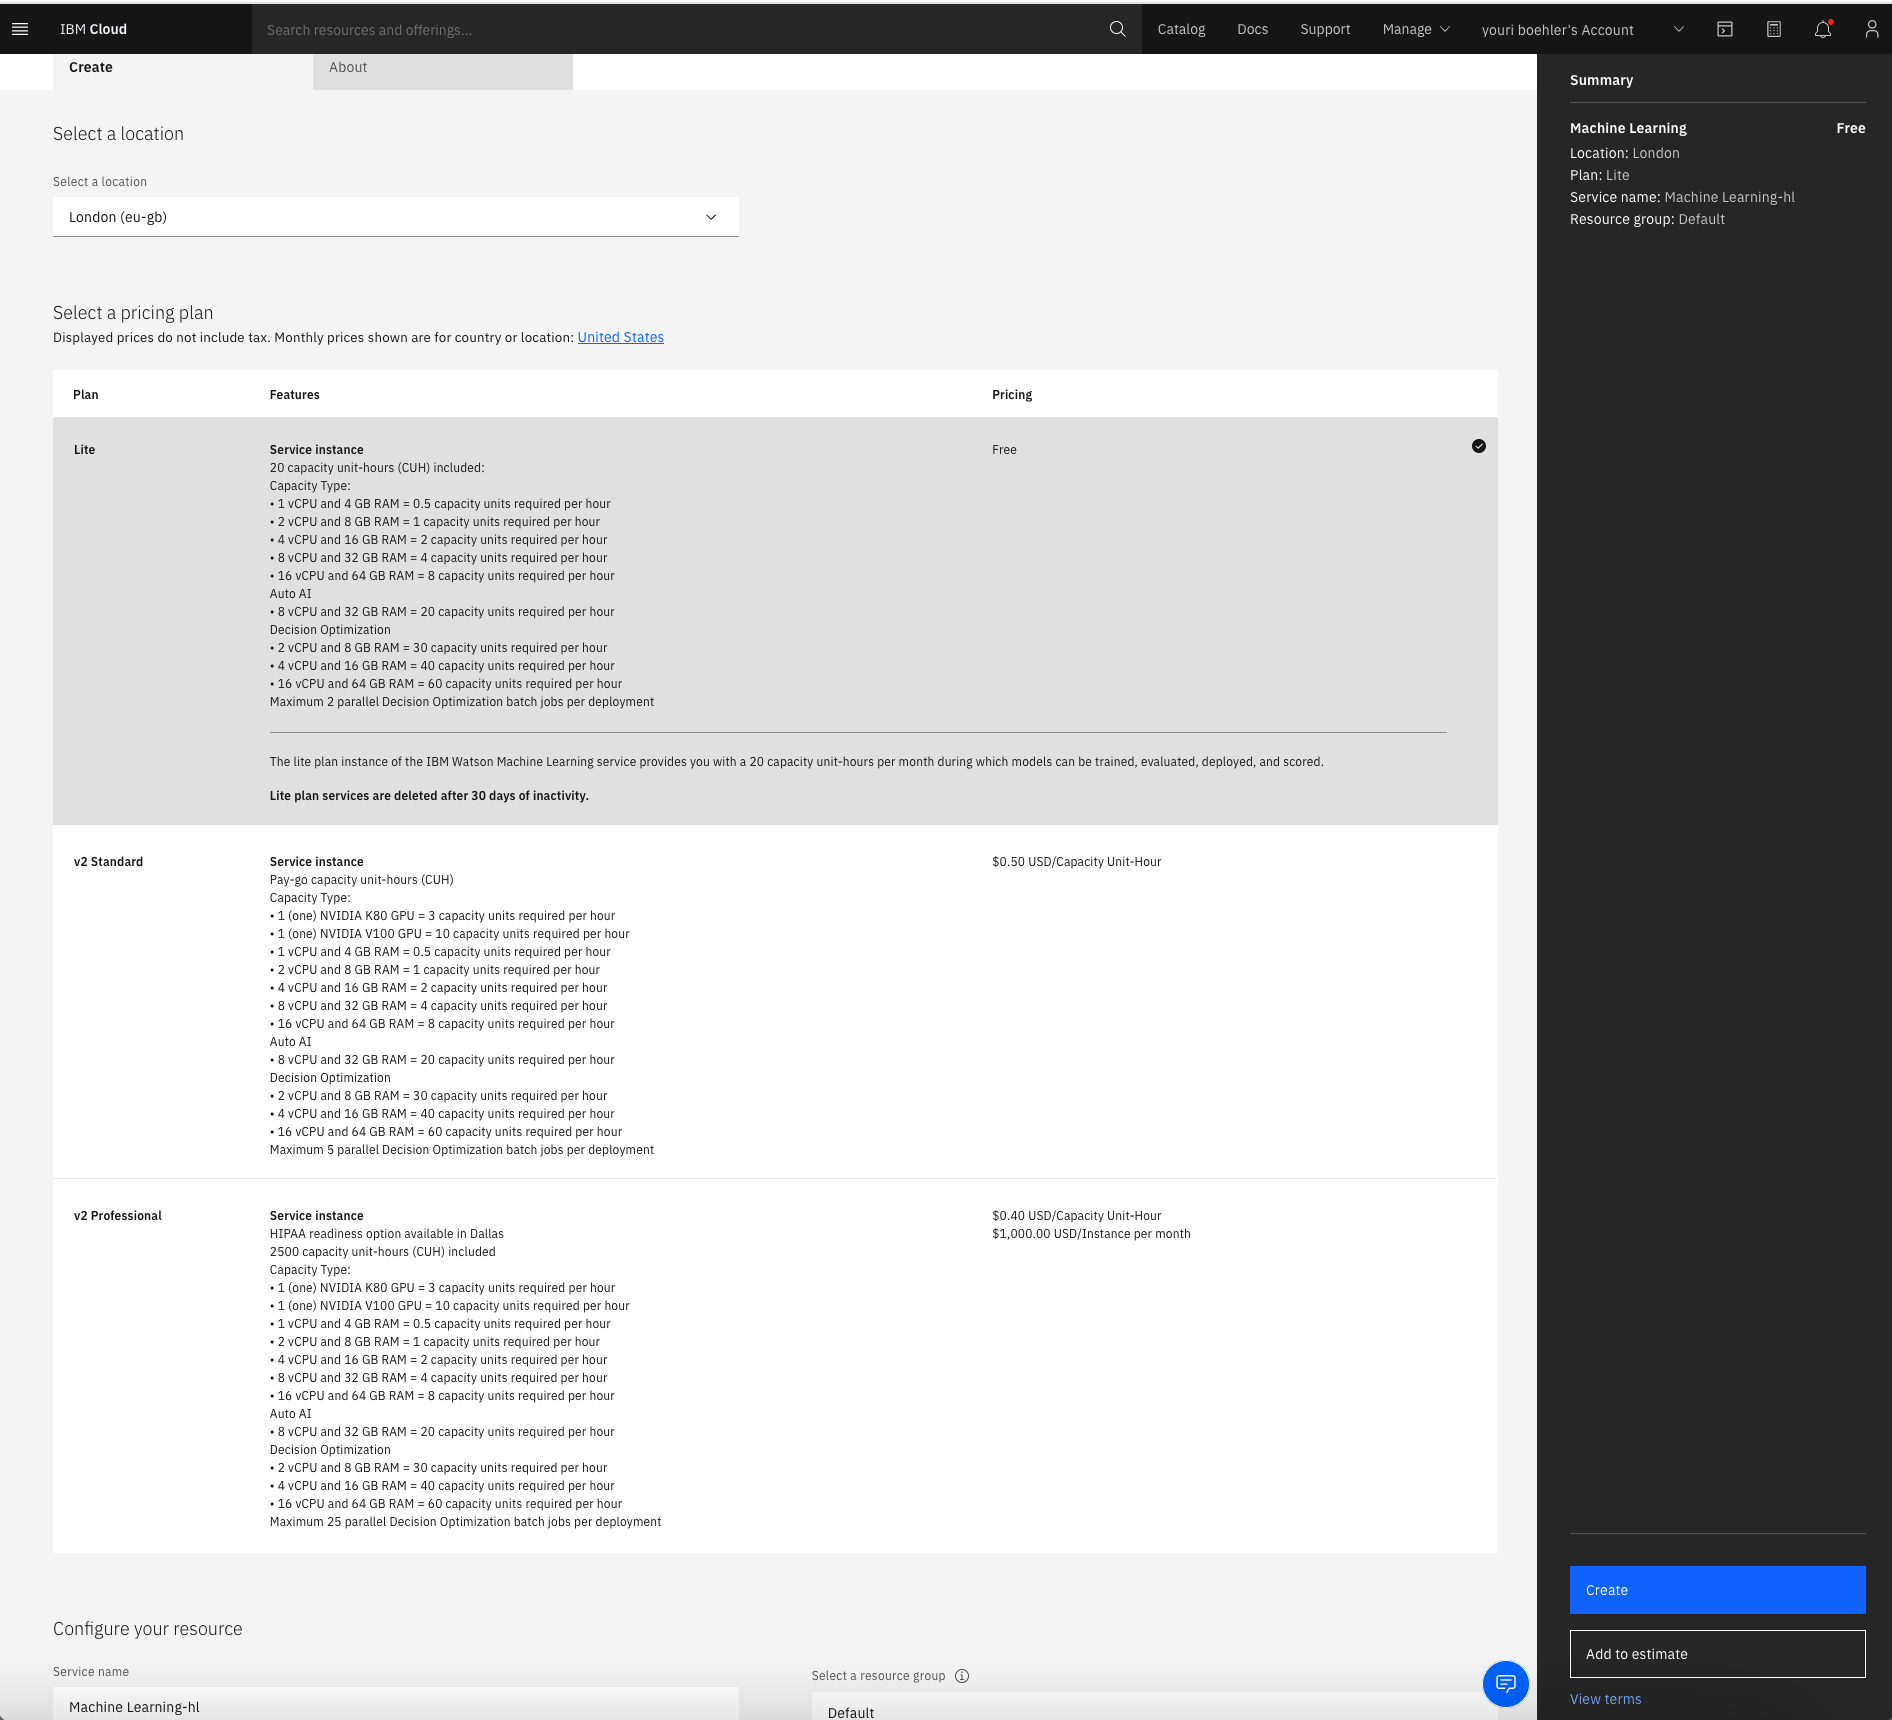 IBM Cloud
Search resources and offerings...
Catalog
Docs
Support
Manage
youri boehler's Account
Create
About
Select a location
Select a location
London (eu-gb)
Select a pricing plan
Displayed prices do not include tax. Monthly prices shown are for country or location: United States
Plan Features Pricing
Lite
Service instance
Free
20 capacity unit-hours (CUH) included:
Capacity Type:
• 1 vCPU and 4 GB RAM = 0.5 capacity units required per hour
• 2 vCPU and 8 GB RAM = 1 capacity units required per hour
• 4 vCPU and 16 GB RAM = 2 capacity units required per hour
• 8 vCPU and 32 GB RAM = 4 capacity units required per hour
• 16 vCPU and 64 GB RAM = 8 capacity units required per hour
Auto AI
• 8 vCPU and 32 GB RAM = 20 capacity units required per hour
Decision Optimization
• 2 vCPU and 8 GB RAM = 30 capacity units required per hour
• 4 vCPU and 16 GB RAM = 40 capacity units required per hour
• 16 vCPU and 64 GB RAM = 60 capacity units required per hour
Maximum 2 parallel Decision Optimization batch jobs per deployment
The lite plan instance of the IBM Watson Machine Learning service provides you with a 20 capacity unit-hours per month during which models can be trained, evaluated, deployed, and scored.
Lite plan services are deleted after 30 days of inactivity.
v2 Standard
Service instance
$0.50 USD/Capacity Unit-Hour
Pay-go capacity unit-hours (CUH)
Capacity Type:
• 1 (one) NVIDIA K80 GPU = 3 capacity units required per hour
• 1 (one) NVIDIA V100 GPU = 10 capacity units required per hour
• 1 vCPU and 4 GB RAM = 0.5 capacity units required per hour
• 2 vCPU and 8 GB RAM = 1 capacity units required per hour
• 4 vCPU and 16 GB RAM = 2 capacity units required per hour
• 8 vCPU and 32 GB RAM = 4 capacity units required per hour
• 16 vCPU and 64 GB RAM = 8 capacity units required per hour
Auto AI
• 8 vCPU and 32 GB RAM = 20 capacity units required per hour
Decision Optimization
• 2 vCPU and 8 GB RAM = 30 capacity units required per hour
• 4 vCPU and 16 GB RAM = 40 capacity units required per hour
• 16 vCPU and 64 GB RAM = 60 capacity units required per hour
Maximum 5 parallel Decision Optimization batch jobs per deployment
v2 Professional
Service instance
$0.40 USD/Capacity Unit-Hour
HIPAA readiness option available in Dallas
$1,000.00 USD/Instance per month
2500 capacity unit-hours (CUH) included
Capacity Type:
• 1 (one) NVIDIA K80 GPU = 3 capacity units required per hour
• 1 (one) NVIDIA V100 GPU = 10 capacity units required per hour
• 1 vCPU and 4 GB RAM = 0.5 capacity units required per hour
• 2 vCPU and 8 GB RAM = 1 capacity units required per hour
• 4 vCPU and 16 GB RAM = 2 capacity units required per hour
• 8 vCPU and 32 GB RAM = 4 capacity units required per hour
• 16 vCPU and 64 GB RAM = 8 capacity units required per hour
Auto AI
• 8 vCPU and 32 GB RAM = 20 capacity units required per hour
Decision Optimization
• 2 vCPU and 8 GB RAM = 30 capacity units required per hour
• 4 vCPU and 16 GB RAM = 40 capacity units required per hour
• 16 vCPU and 64 GB RAM = 60 capacity units required per hour
Maximum 25 parallel Decision Optimization batch jobs per deployment
Configure your resource
Service name
Machine Learning-hl
Select a resource group
Default
Summary
Machine Learning Free
Location: London
Plan: Lite
Service name: Machine Learning-hl
Resource group: Default
Create
Add to estimate
View terms